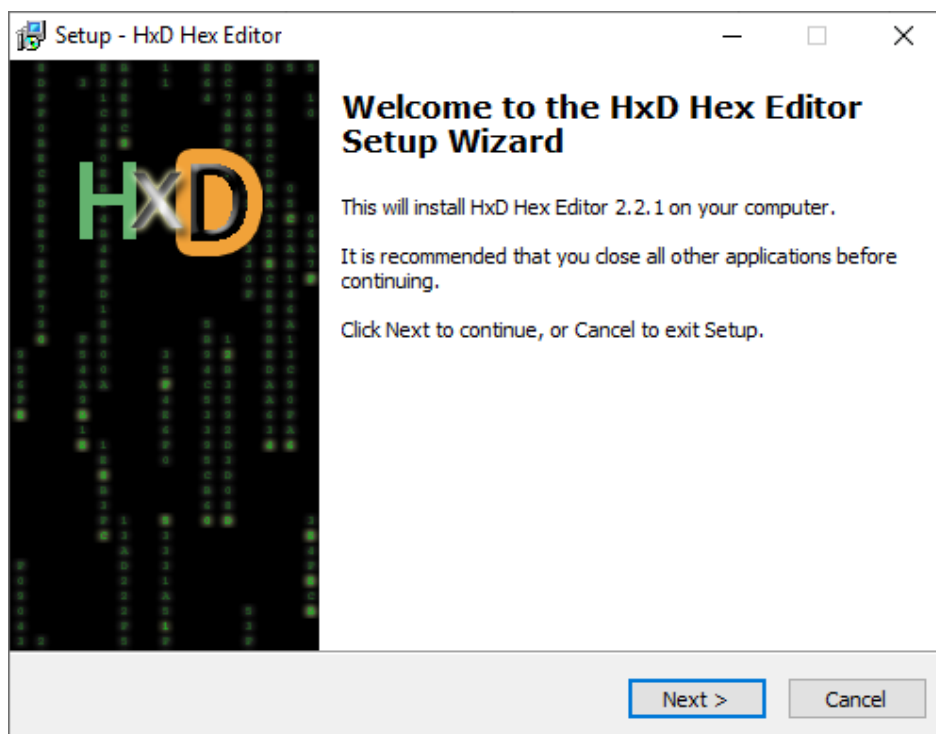 Setup - HxD Hex Editor
HxD
Welcome to the HxD Hex Editor
Setup Wizard
This will install HxD Hex Editor 2.2.1 on your computer.
It is recommended that you close all other applications before
continuing.
Click Next to continue, or Cancel to exit Setup.
Next >
Cancel